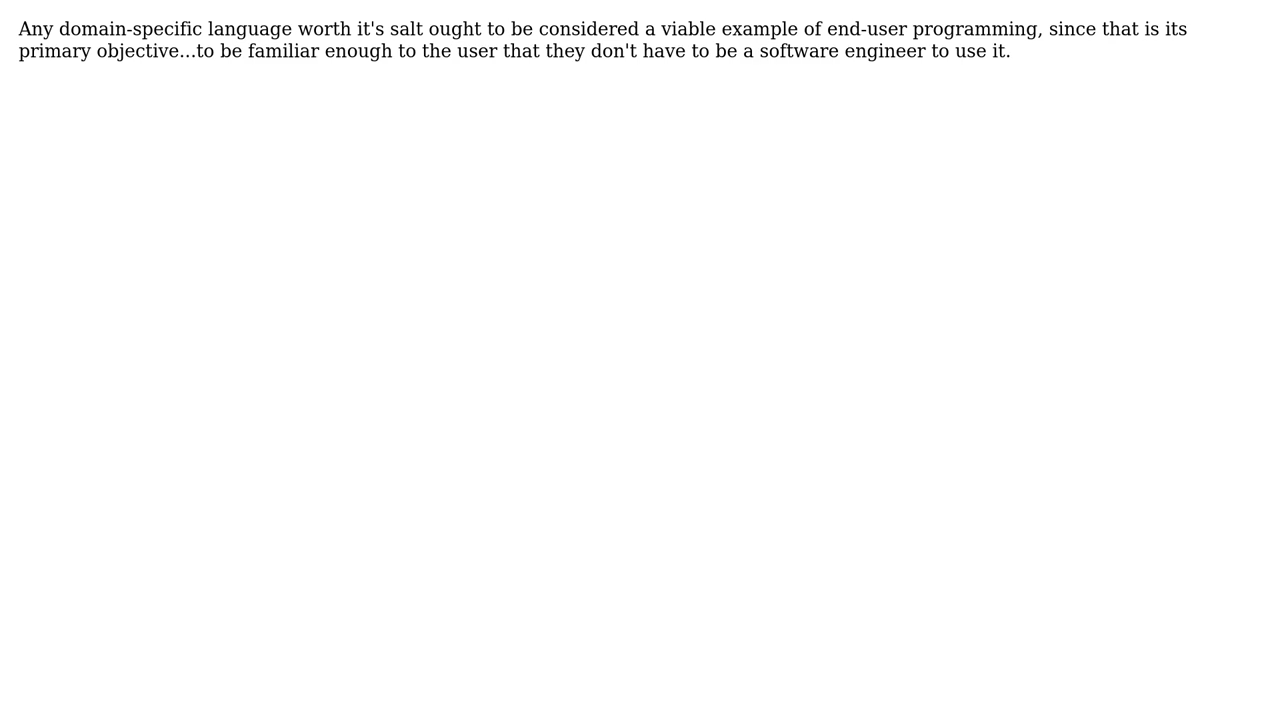 Any domain-specific language worth it's salt ought to be considered a viable example of end-user programming, since that is its
primary objective...to be familiar enough to the user that they don't have to be a software engineer to use it.